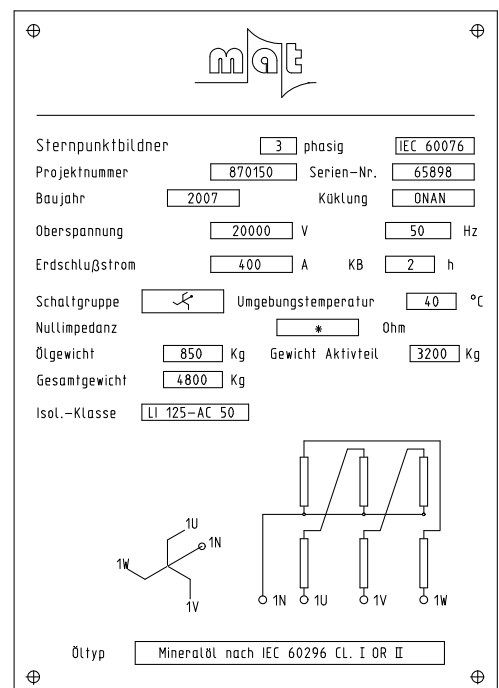 mat
Sternpunktbildner 3 phasig IEC 60076
Projektnummer 870150 Serien-Nr. 65898
Baujahr 2007 Küklung ONAN
Oberspannung 20000 V 50 Hz
Erdschlußstrom 400 A KB 2 h
Schaltgruppe Umgebungstemperatur 40 °C
Nullimpedanz * Ohm
Ölgewicht 850 Kg Gewicht Aktivteil 3200 Kg
Gesamtgewicht 4800 Kg
Isol.-Klasse LI 125-AC 50
1U
1N
1W
1V
1N 1U 1V 1W
Öltyp Mineralöl nach IEC 60296 CL. I OR II